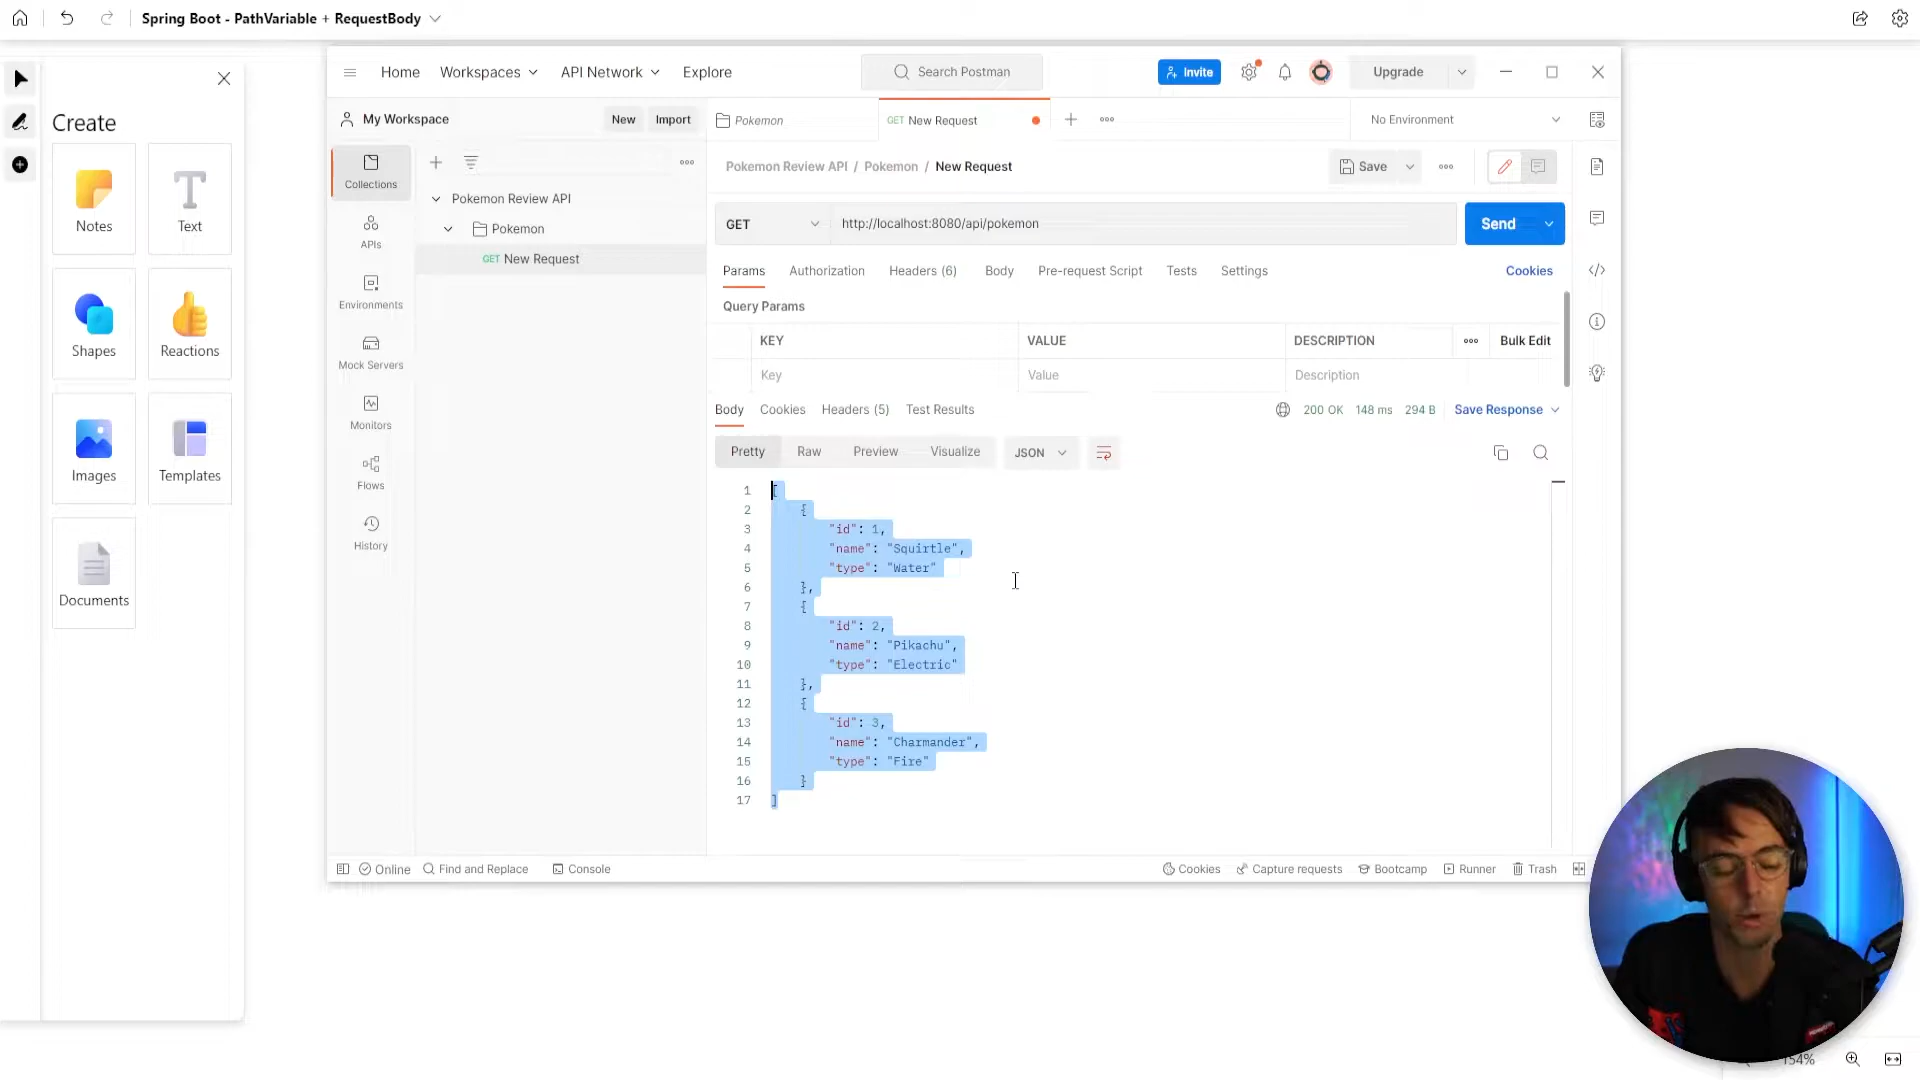 Spring Boot - PathVariable + RequestBody
Create
Notes
Text
Shapes
Reactions
Images
Templates
Documents
Home
Workspaces
API Network
Explore
Search Postman
Invite
Upgrade
My Workspace
New
Import
Pokemon
GET New Request
No Environment
Collections
APIs
Environments
Mock Servers
Monitors
Flows
History
Pokemon Review API
Pokemon
GET New Request
Pokemon Review API / Pokemon / New Request
Save
GET
http://localhost:8080/api/pokemon
Send
Params
Authorization
Headers (6)
Body
Pre-request Script
Tests
Settings
Cookies
Query Params
KEY
VALUE
DESCRIPTION
Bulk Edit
Key
Value
Description
Body
Cookies
Headers (5)
Test Results
200 OK
148 ms
294 B
Save Response
Pretty
Raw
Preview
Visualize
JSON
1 [
2 {
3 "id": 1,
4 "name": "Squirtle",
5 "type": "Water"
6 },
7 {
8 "id": 2,
9 "name": "Pikachu",
10 "type": "Electric"
11 },
12 {
13 "id": 3,
14 "name": "Charmander",
15 "type": "Fire"
16 }
17 ]
Online
Find and Replace
Console
Cookies
Capture requests
Bootcamp
Runner
Trash
154%